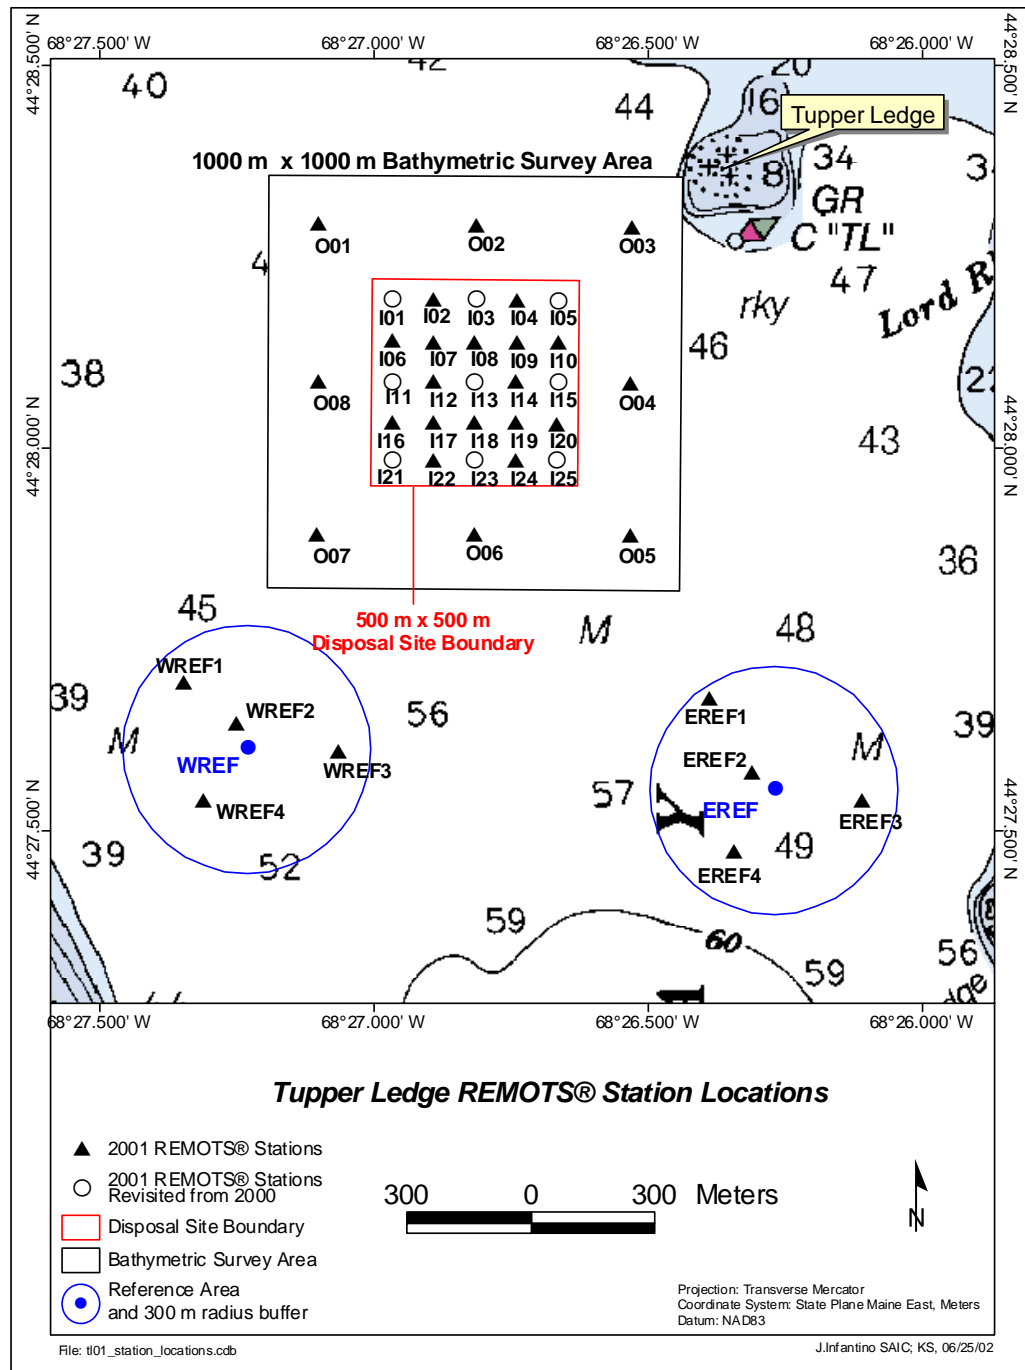 68°27.500' W 68°27.000' W 68°26.500' W 68°26.000' W
44°28.500' N
44°28.500' N
42
20
40
44
16
Tupper Ledge
34
8
GR
C "TL"
47
1000 m x 1000 m Bathymetric Survey Area
O01
O02
O03
rky
Lord
46
I01 I02 I03 I04 I05
I06 I07 I08 I09 I10
38
O08
I11 I12 I13 I14 I15
O04
22
I16 I17 I18 I19 I20
43
44°28.000' N
44°28.000' N
I21 I22 I23 I24 I25
O07
O06
O05
36
500 m x 500 m
Disposal Site Boundary
45
M
48
WREF1
39
WREF2
56
EREF1
39
M
WREF
WREF3
EREF2
M
WREF4
57
EREF
EREF3
44°27.500' N
44°27.500' N
39
52
49
EREF4
59
60
56
59
dge
68°27.500' W 68°27.000' W 68°26.500' W 68°26.000' W
Tupper Ledge REMOTS® Station Locations
2001 REMOTS® Stations
2001 REMOTS® Stations
Revisited from 2000
Disposal Site Boundary
Bathymetric Survey Area
Reference Area
and 300 m radius buffer
300 0 300 Meters
N
Projection: Transverse Mercator
Coordinate System: State Plane Maine East, Meters
Datum: NAD83
File: tl01_station_locations.cdb
J.Infantino SAIC; KS, 06/25/02